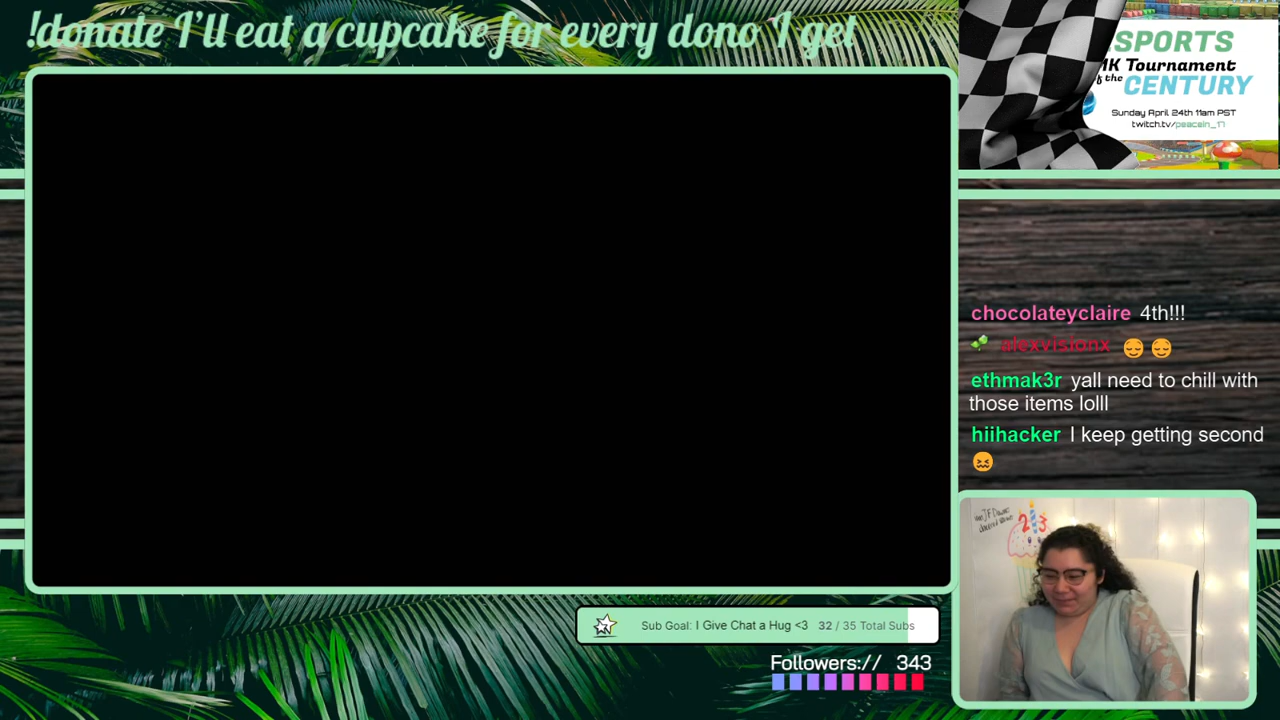 !donate I'll eat a cupcake for every dono I get
ESPORTS
MK Tournament
of the CENTURY
Sunday April 24th 11am PST
twitch.tv/peacein_17
chocolateyclaire 4th!!!
alexvisionx 😌 😌
ethmak3r yall need to chill with
those items lolll
hiihacker I keep getting second
😖
23
Sub Goal: I Give Chat a Hug <3 32 / 35 Total Subs
Followers:// 343